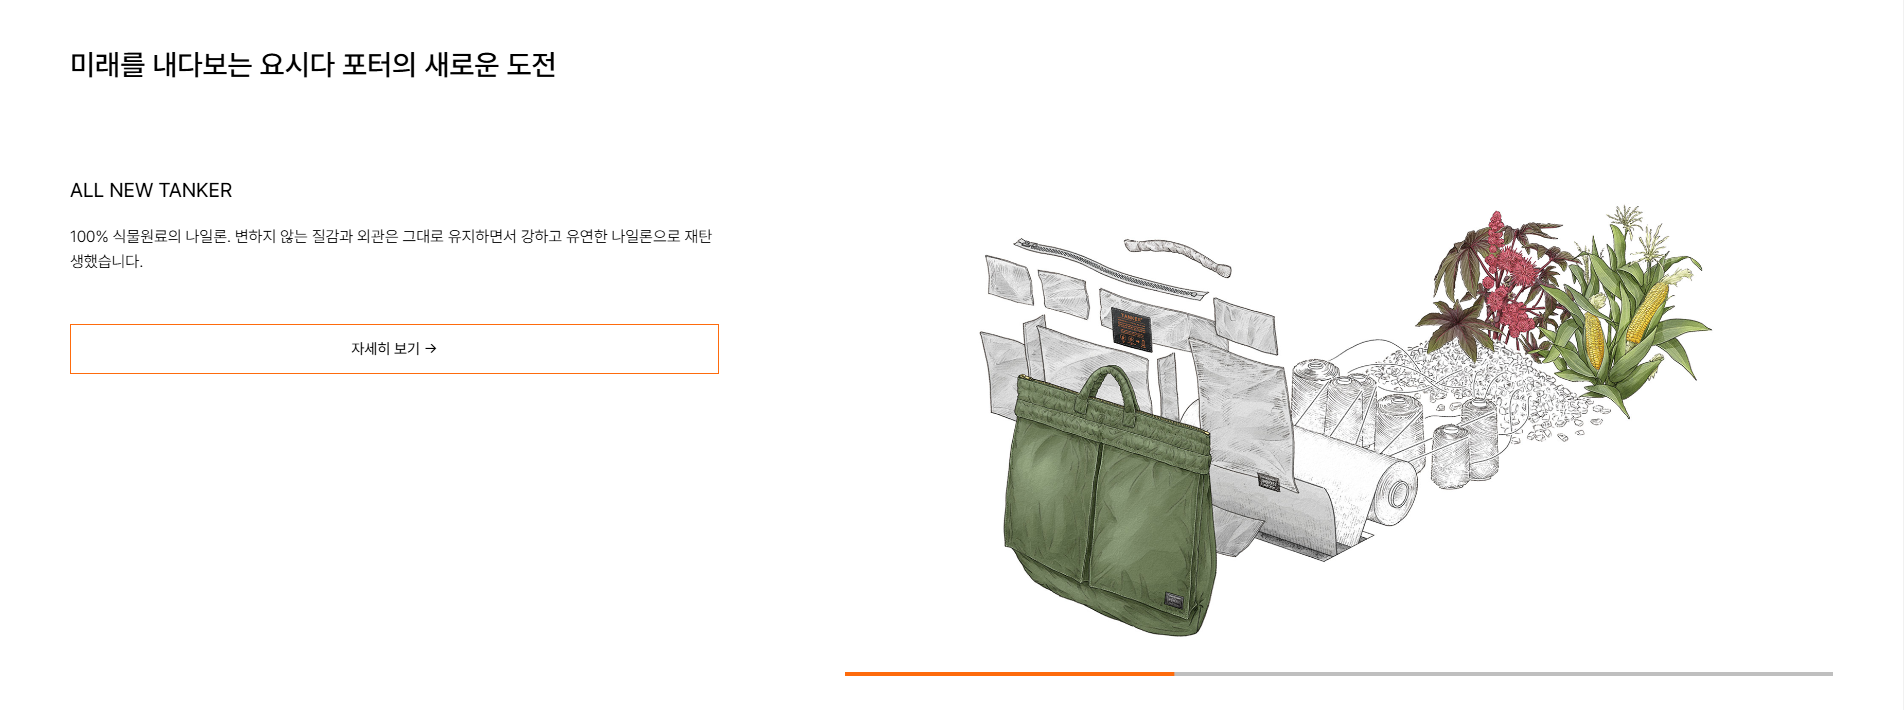 미래를 내다보는 요시다 포터의 새로운 도전
ALL NEW TANKER
100% 식물원료의 나일론. 변하지 않는 질감과 외관은 그대로 유지하면서 강하고 유연한 나일론으로 재탄
생했습니다.
자세히 보기 →
TANKER